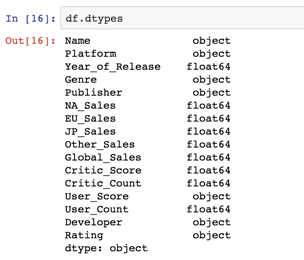 In [16]: df.dtypes
Out[16]: Name object
Platform object
Year_of_Release float64
Genre object
Publisher object
NA_Sales float64
EU_Sales float64
JP_Sales float64
Other_Sales float64
Global_Sales float64
Critic_Score float64
Critic_Count float64
User_Score object
User_Count float64
Developer object
Rating object
dtype: object